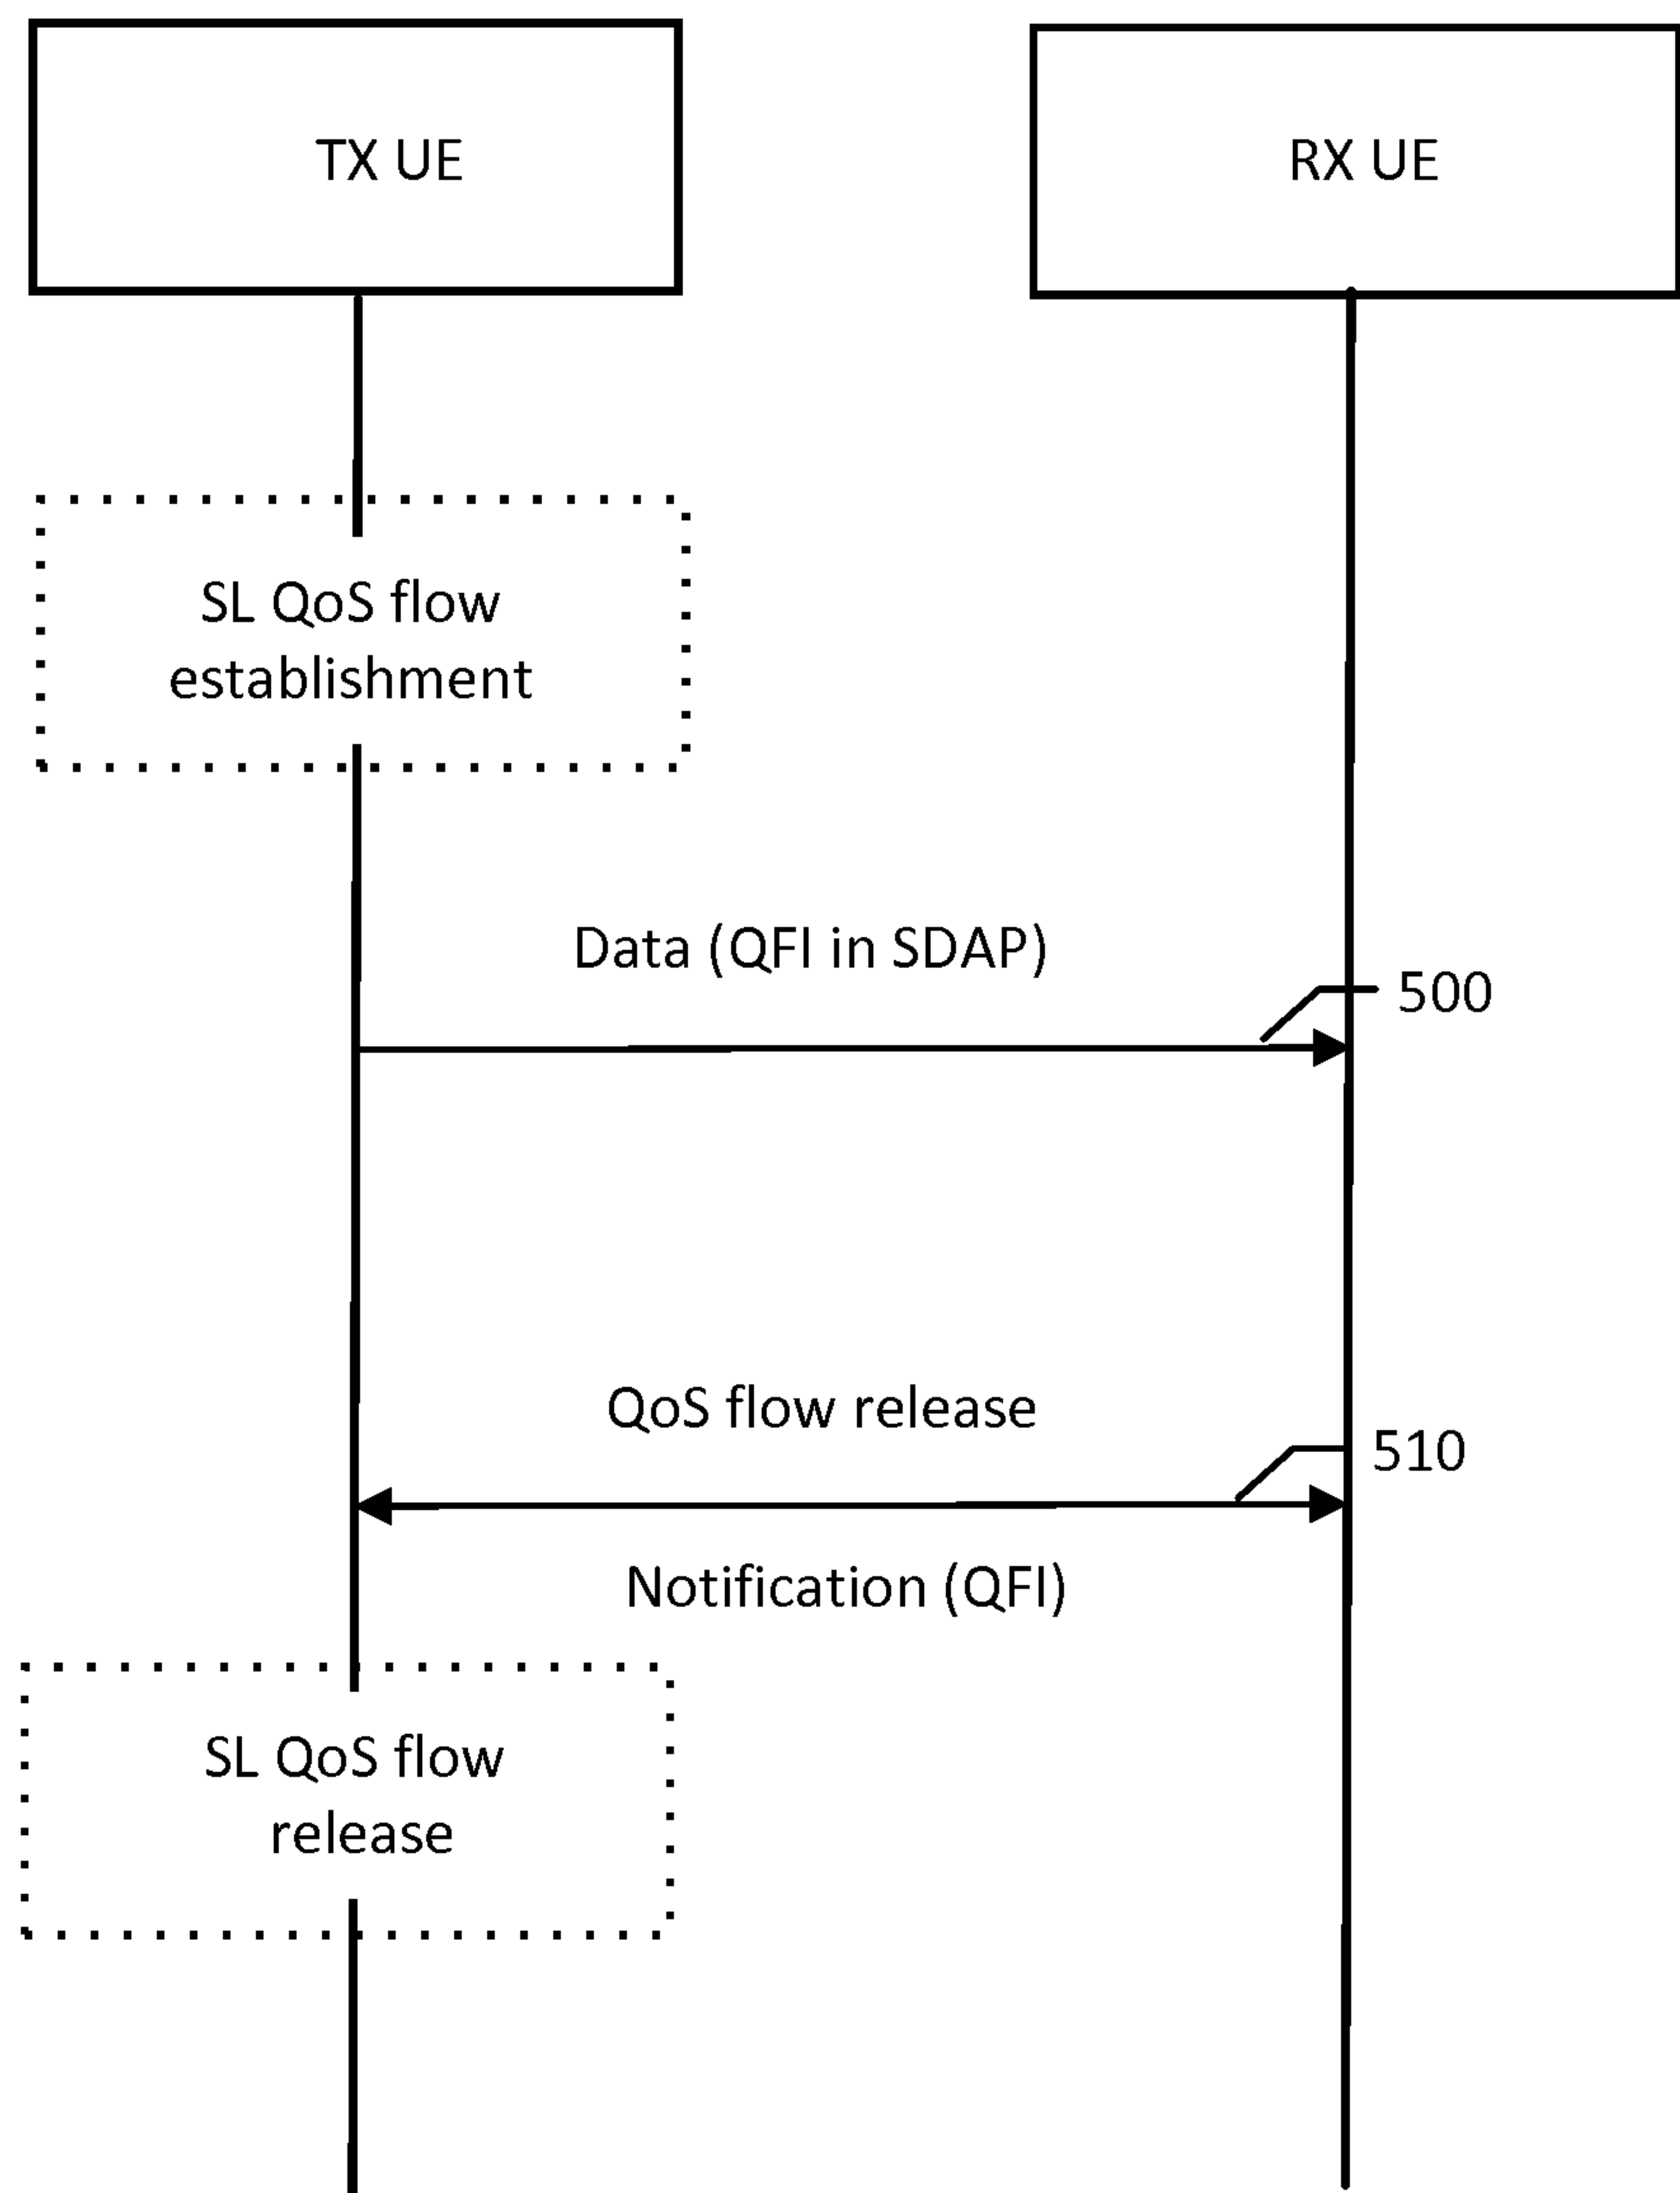 TX UE
RX UE
SL QoS flow
establishment
Data (QFI in SDAP)
500
QoS flow release
510
Notification (QFI)
SL QoS flow
release